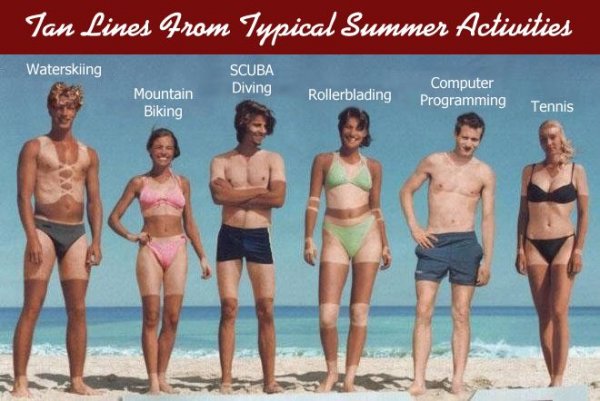 Tan Lines From Typical Summer Activities
Waterskiing
Mountain
Biking
SCUBA
Diving
Rollerblading
Computer
Programming
Tennis